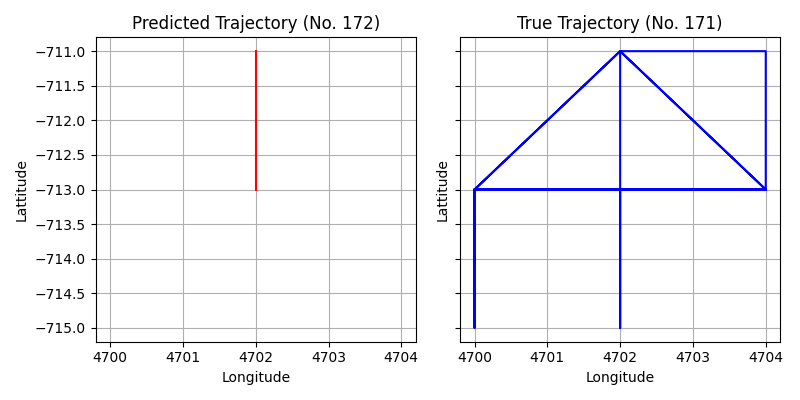 Predicted Trajectory (No. 172)
Lattitude
−711.0
−711.5
−712.0
−712.5
−713.0
−713.5
−714.0
−714.5
−715.0
4700 4701 4702 4703 4704
Longitude
True Trajectory (No. 171)
Lattitude
4700 4701 4702 4703 4704
Longitude